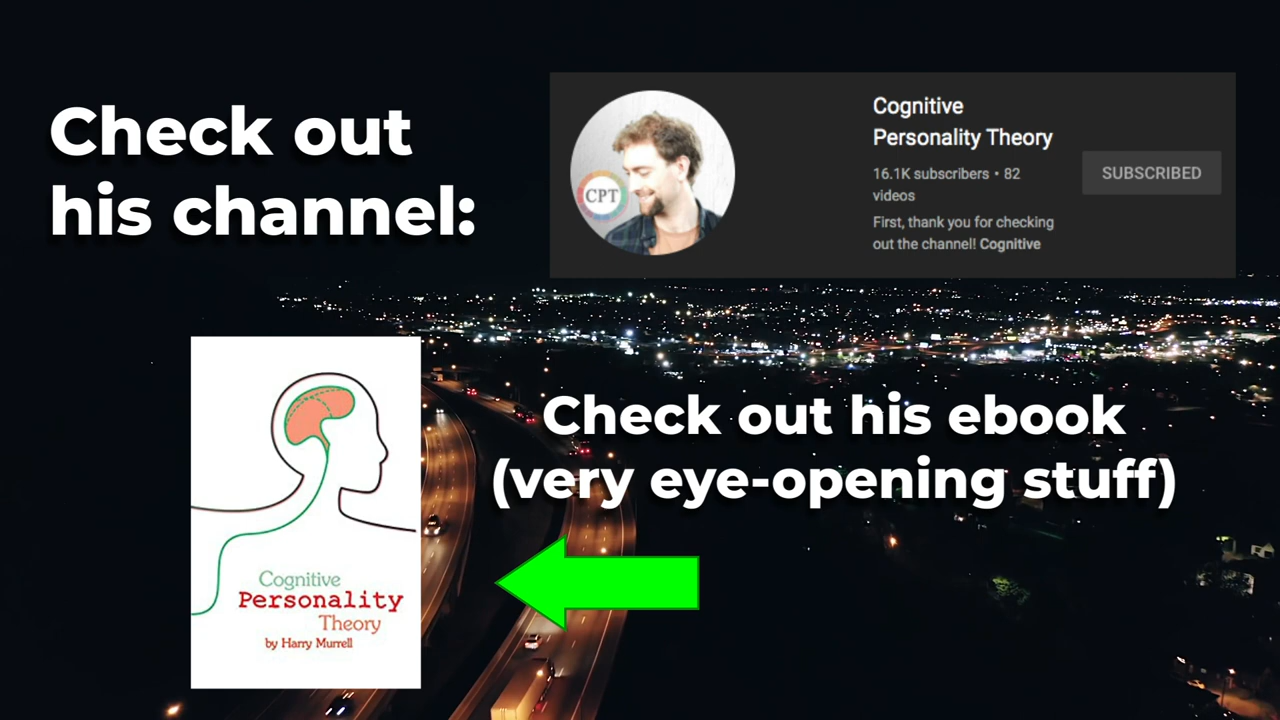 Check out
his channel:
Cognitive
Personality Theory
16.1K subscribers • 82
videos
First, thank you for checking
out the channel! Cognitive
SUBSCRIBED
CPT
Check out his ebook
(very eye-opening stuff)
Cognitive
Personality
Theory
by Harry Murrell